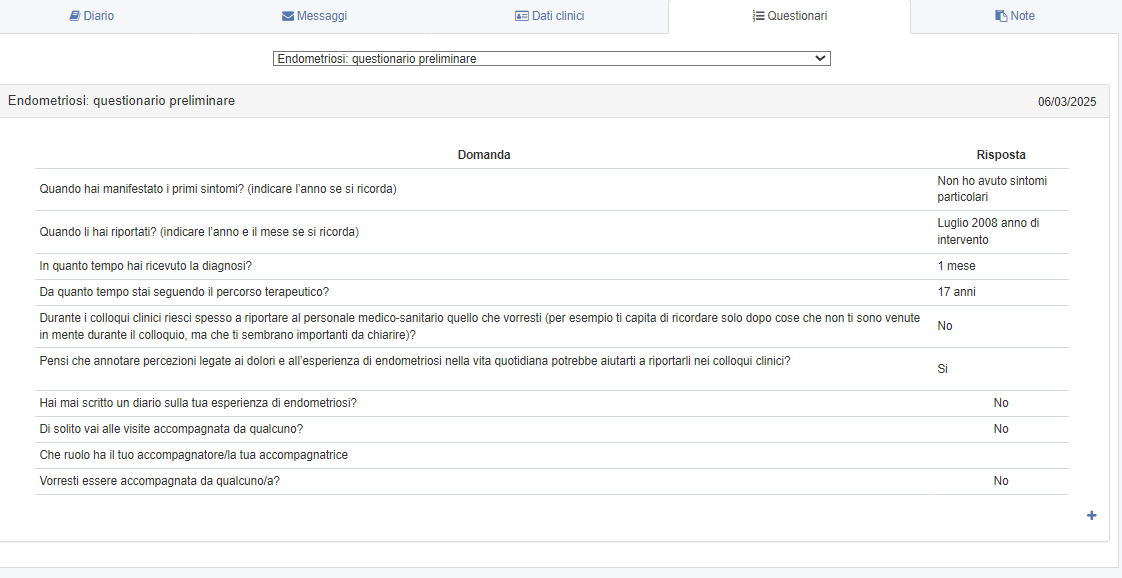 Diario
Messaggi
Dati clinici
Questionari
Note
Endometriosi: questionario preliminare
Endometriosi: questionario preliminare
06/03/2025
Domanda
Risposta
Quando hai manifestato i primi sintomi? (indicare l'anno se si ricorda)
Non ho avuto sintomi
particolari
Quando li hai riportati? (indicare l'anno e il mese se si ricorda)
Luglio 2008 anno di
intervento
In quanto tempo hai ricevuto la diagnosi?
1 mese
Da quanto tempo stai seguendo il percorso terapeutico?
17 anni
Durante i colloqui clinici riesci spesso a riportare al personale medico-sanitario quello che vorresti (per esempio ti capita di ricordare solo dopo cose che non ti sono venute
in mente durante il colloquio, ma che ti sembrano importanti da chiarire)?
No
Pensi che annotare percezioni legate ai dolori e all'esperienza di endometriosi nella vita quotidiana potrebbe aiutarti a riportarli nei colloqui clinici?
Si
Hai mai scritto un diario sulla tua esperienza di endometriosi?
No
Di solito vai alle visite accompagnata da qualcuno?
No
Che ruolo ha il tuo accompagnatore/la tua accompagnatrice
Vorresti essere accompagnata da qualcuno/a?
No
+